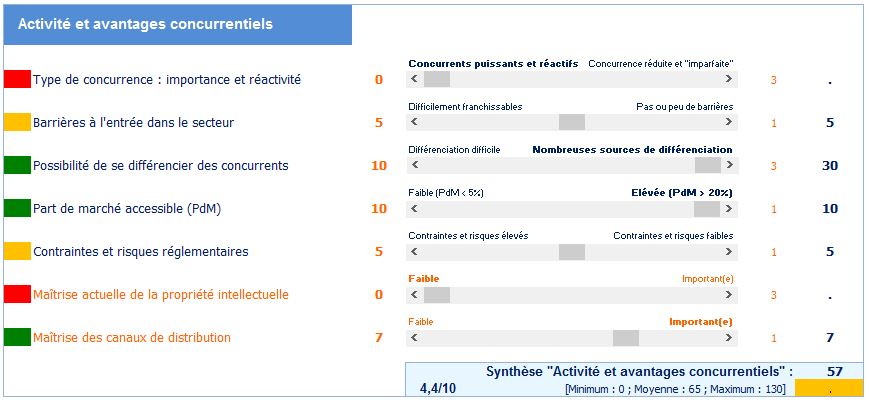 Activité et avantages concurrentiels
Concurrents puissants et réactifs Concurrence réduite et "imparfaite"
Type de concurrence : importance et réactivité 0 3 .
Difficilement franchissables Pas ou peu de barrières
Barrières à l'entrée dans le secteur 5 1 5
Différenciation difficile Nombreuses sources de différenciation
Possibilité de se différencier des concurrents 10 3 30
Faible (PdM < 5%) Elévée (PdM > 20%)
Part de marché accessible (PdM) 10 1 10
Contraintes et risques élevés Contraintes et risques faibles
Contraintes et risques réglementaires 5 1 5
Faible Important(e)
Maîtrise actuelle de la propriété intellectuelle 0 3 .
Faible Important(e)
Maîtrise des canaux de distribution 7 1 7
Synthèse "Activité et avantages concurrentiels" : 57
4,4/10 [Minimum : 0 ; Moyenne : 65 ; Maximum : 130] .